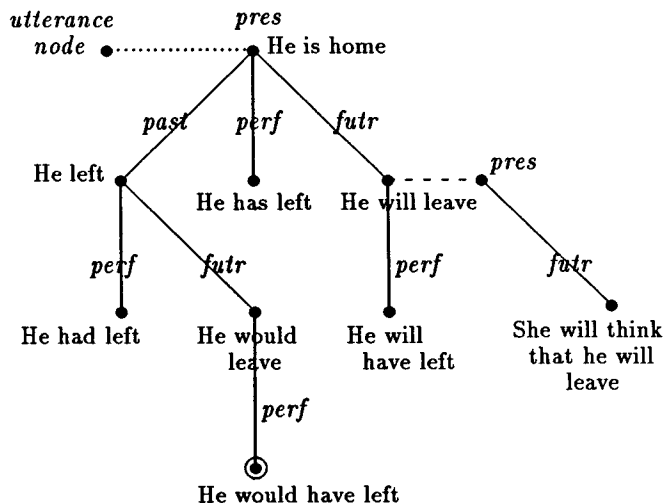 utterance
node
pres
He is home
past
perf
futr
He left
He has left
He will leave
pres
perf
futr
perf
futr
He had left
He would
leave
He will
have left
She will think
that he will
leave
perf
He would have left